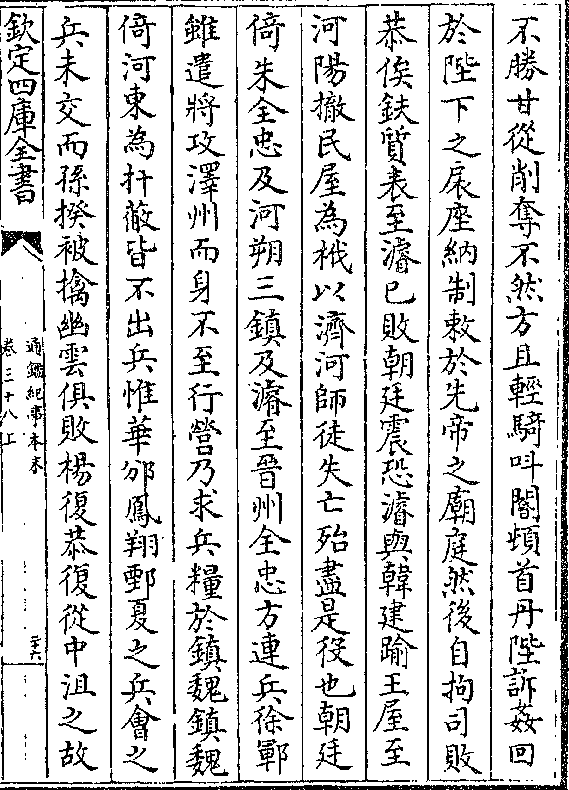 不勝甘從削奪不然方且輕騎叫閽頓首丹陛訴姦回
於陛下之扆座納制敕於先帝之廟庭然後自拘司敗
恭俟鈇質表至濬已敗朝廷震恐濬與韓建踰王屋至
河陽撤民屋為栰以濟河師徒失亡殆盡是役也朝廷
倚朱全忠及河朔三鎮及濬至晉州全忠方連兵徐鄆
雖遣將攻澤州而身不至行營乃求兵糧於鎮魏鎮魏
倚河東為扞蔽皆不出兵惟華邠鳳翔鄜夏之兵會之
兵未交而孫揆被擒幽雲俱敗楊復恭復從中沮之故
欽定四庫全書
通鑑紀事本末
卷三十八上